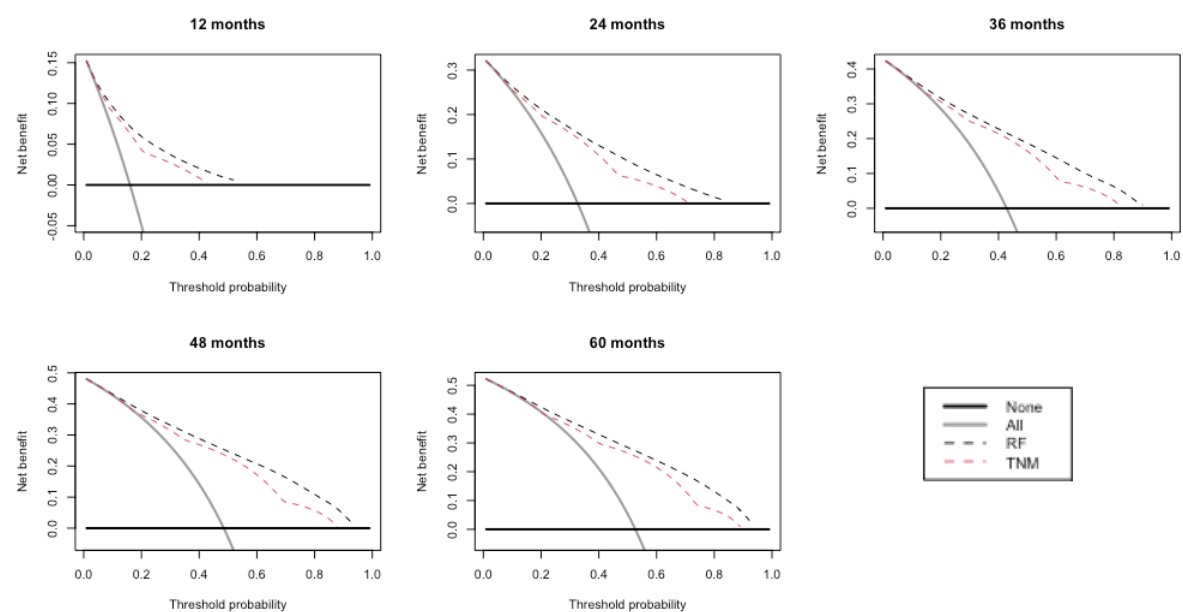 12 months
Net benefit
0.15
0.10
0.05
0.00
-0.05
0.0 0.2 0.4 0.6 0.8 1.0
Threshold probability
24 months
Net benefit
0.3
0.2
0.1
0.0
0.0 0.2 0.4 0.6 0.8 1.0
Threshold probability
36 months
Net benefit
0.4
0.3
0.2
0.1
0.0
0.0 0.2 0.4 0.6 0.8 1.0
Threshold probability
48 months
Net benefit
0.5
0.4
0.3
0.2
0.1
0.0
0.0 0.2 0.4 0.6 0.8 1.0
Threshold probability
60 months
Net benefit
0.5
0.4
0.3
0.2
0.1
0.0
0.0 0.2 0.4 0.6 0.8 1.0
Threshold probability
None
All
RF
TNM